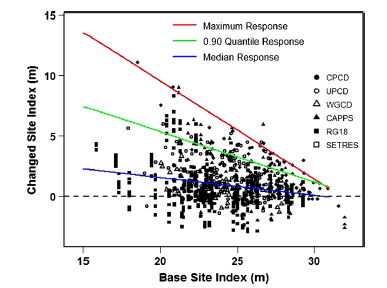 Maximum Response
0.90 Quantile Response
Median Response
CPCD
UPCD
WGCD
CAPPS
RG18
SETRES
15
10
5
0
Changed Site Index (m)
15 20 25 30
Base Site Index (m)